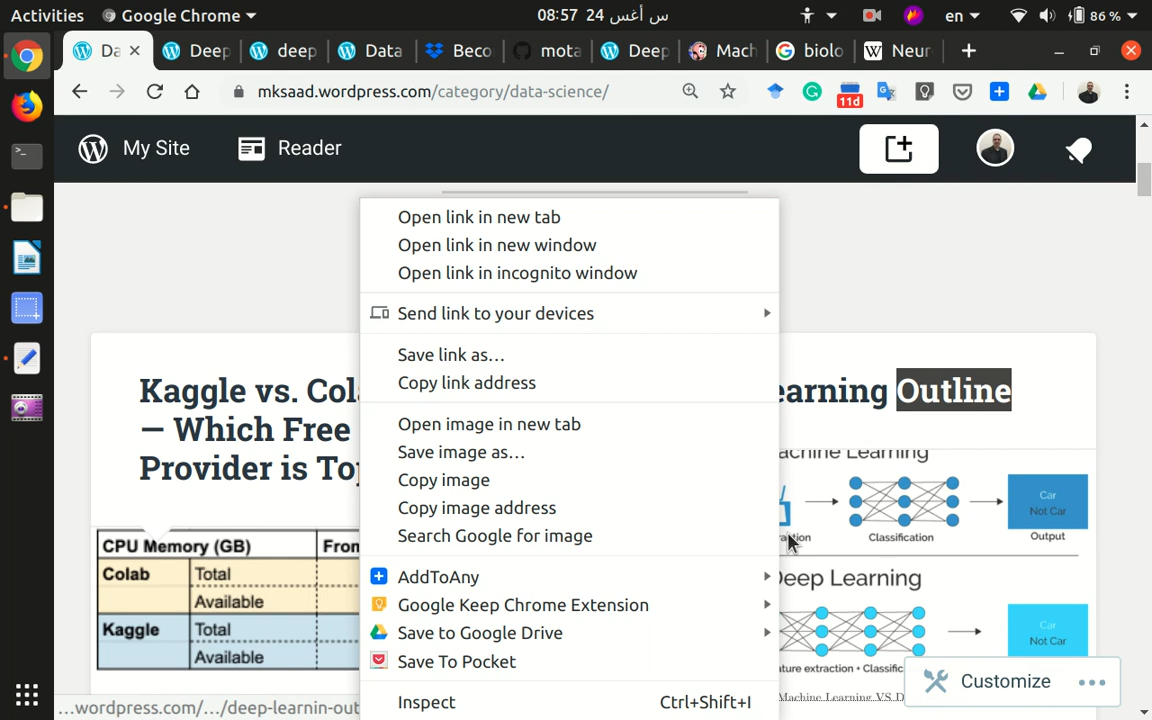 Activities
Google Chrome
08:57 24 س أغس
en
86 %
Da
Deep
deep
Data
Beco
mota
Deep
Mach
biolo
Neur
mksaad.wordpress.com/category/data-science/
11d
My Site
Reader
Open link in new tab
Open link in new window
Open link in incognito window
Send link to your devices
Save link as...
Copy link address
Open image in new tab
Save image as...
Copy image
Copy image address
Search Google for image
AddToAny
Google Keep Chrome Extension
Save to Google Drive
Save To Pocket
Inspect Ctrl+Shift+I
Kaggle vs. Col
— Which Free
Provider is To
CPU Memory (GB)
Colab
Total
Available
Kaggle
Total
Available
earning Outline
achine Learning
Car
Not Car
Classification
Output
Deep Learning
Car
Not Car
ture extraction + Classific
Machine Learning VS D
Customize
...wordpress.com/.../deep-learnin-out